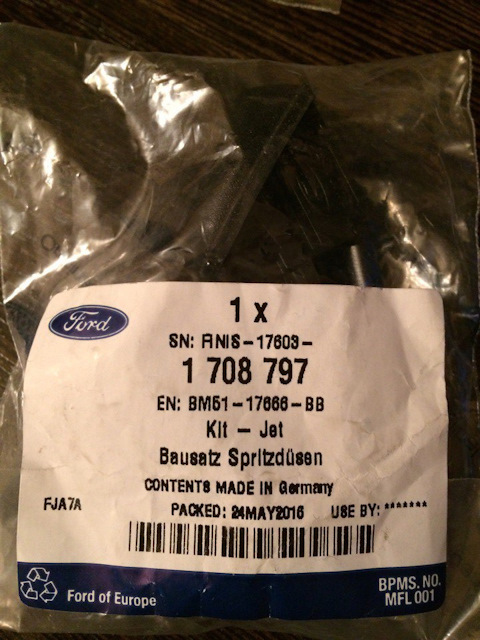 Ford
1 x
SN: FINIS-17603-
1 708 797
EN: BM51-17666-BB
Kit - Jet
Bausatz Spritzdüsen
CONTENTS MADE IN Germany
FJA7A
PACKED: 24MAY2016 USE BY: *******
Ford of Europe
BPMS. NO.
MFL 001